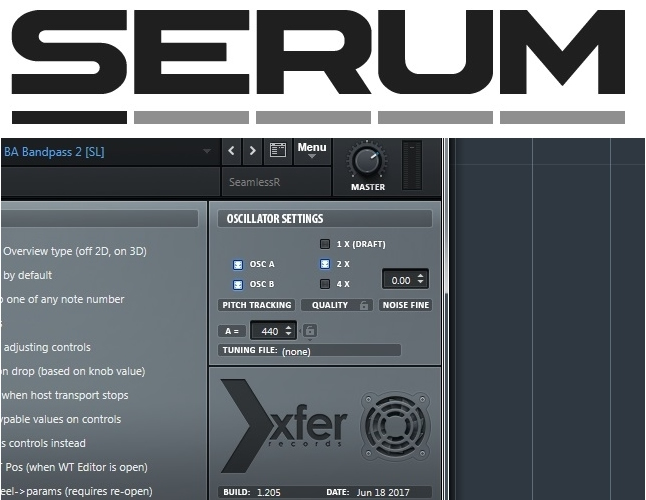 SERUM
BA Bandpass 2 [SL]
Menu
SeamlessR
MASTER
OSCILLATOR SETTINGS
Overview type (off 2D, on 3D)
by default
one of any note number
adjusting controls
on drop (based on knob value)
when host transport stops
ypable values on controls
s controls instead
Pos (when WT Editor is open)
eel->params (requires re-open)
1 X (DRAFT)
OSC A
2 X
OSC B
4 X
0.00
PITCH TRACKING
QUALITY
NOISE FINE
A =
440
TUNING FILE: (none)
xfer
records
BUILD: 1.205
DATE: Jun 18 2017